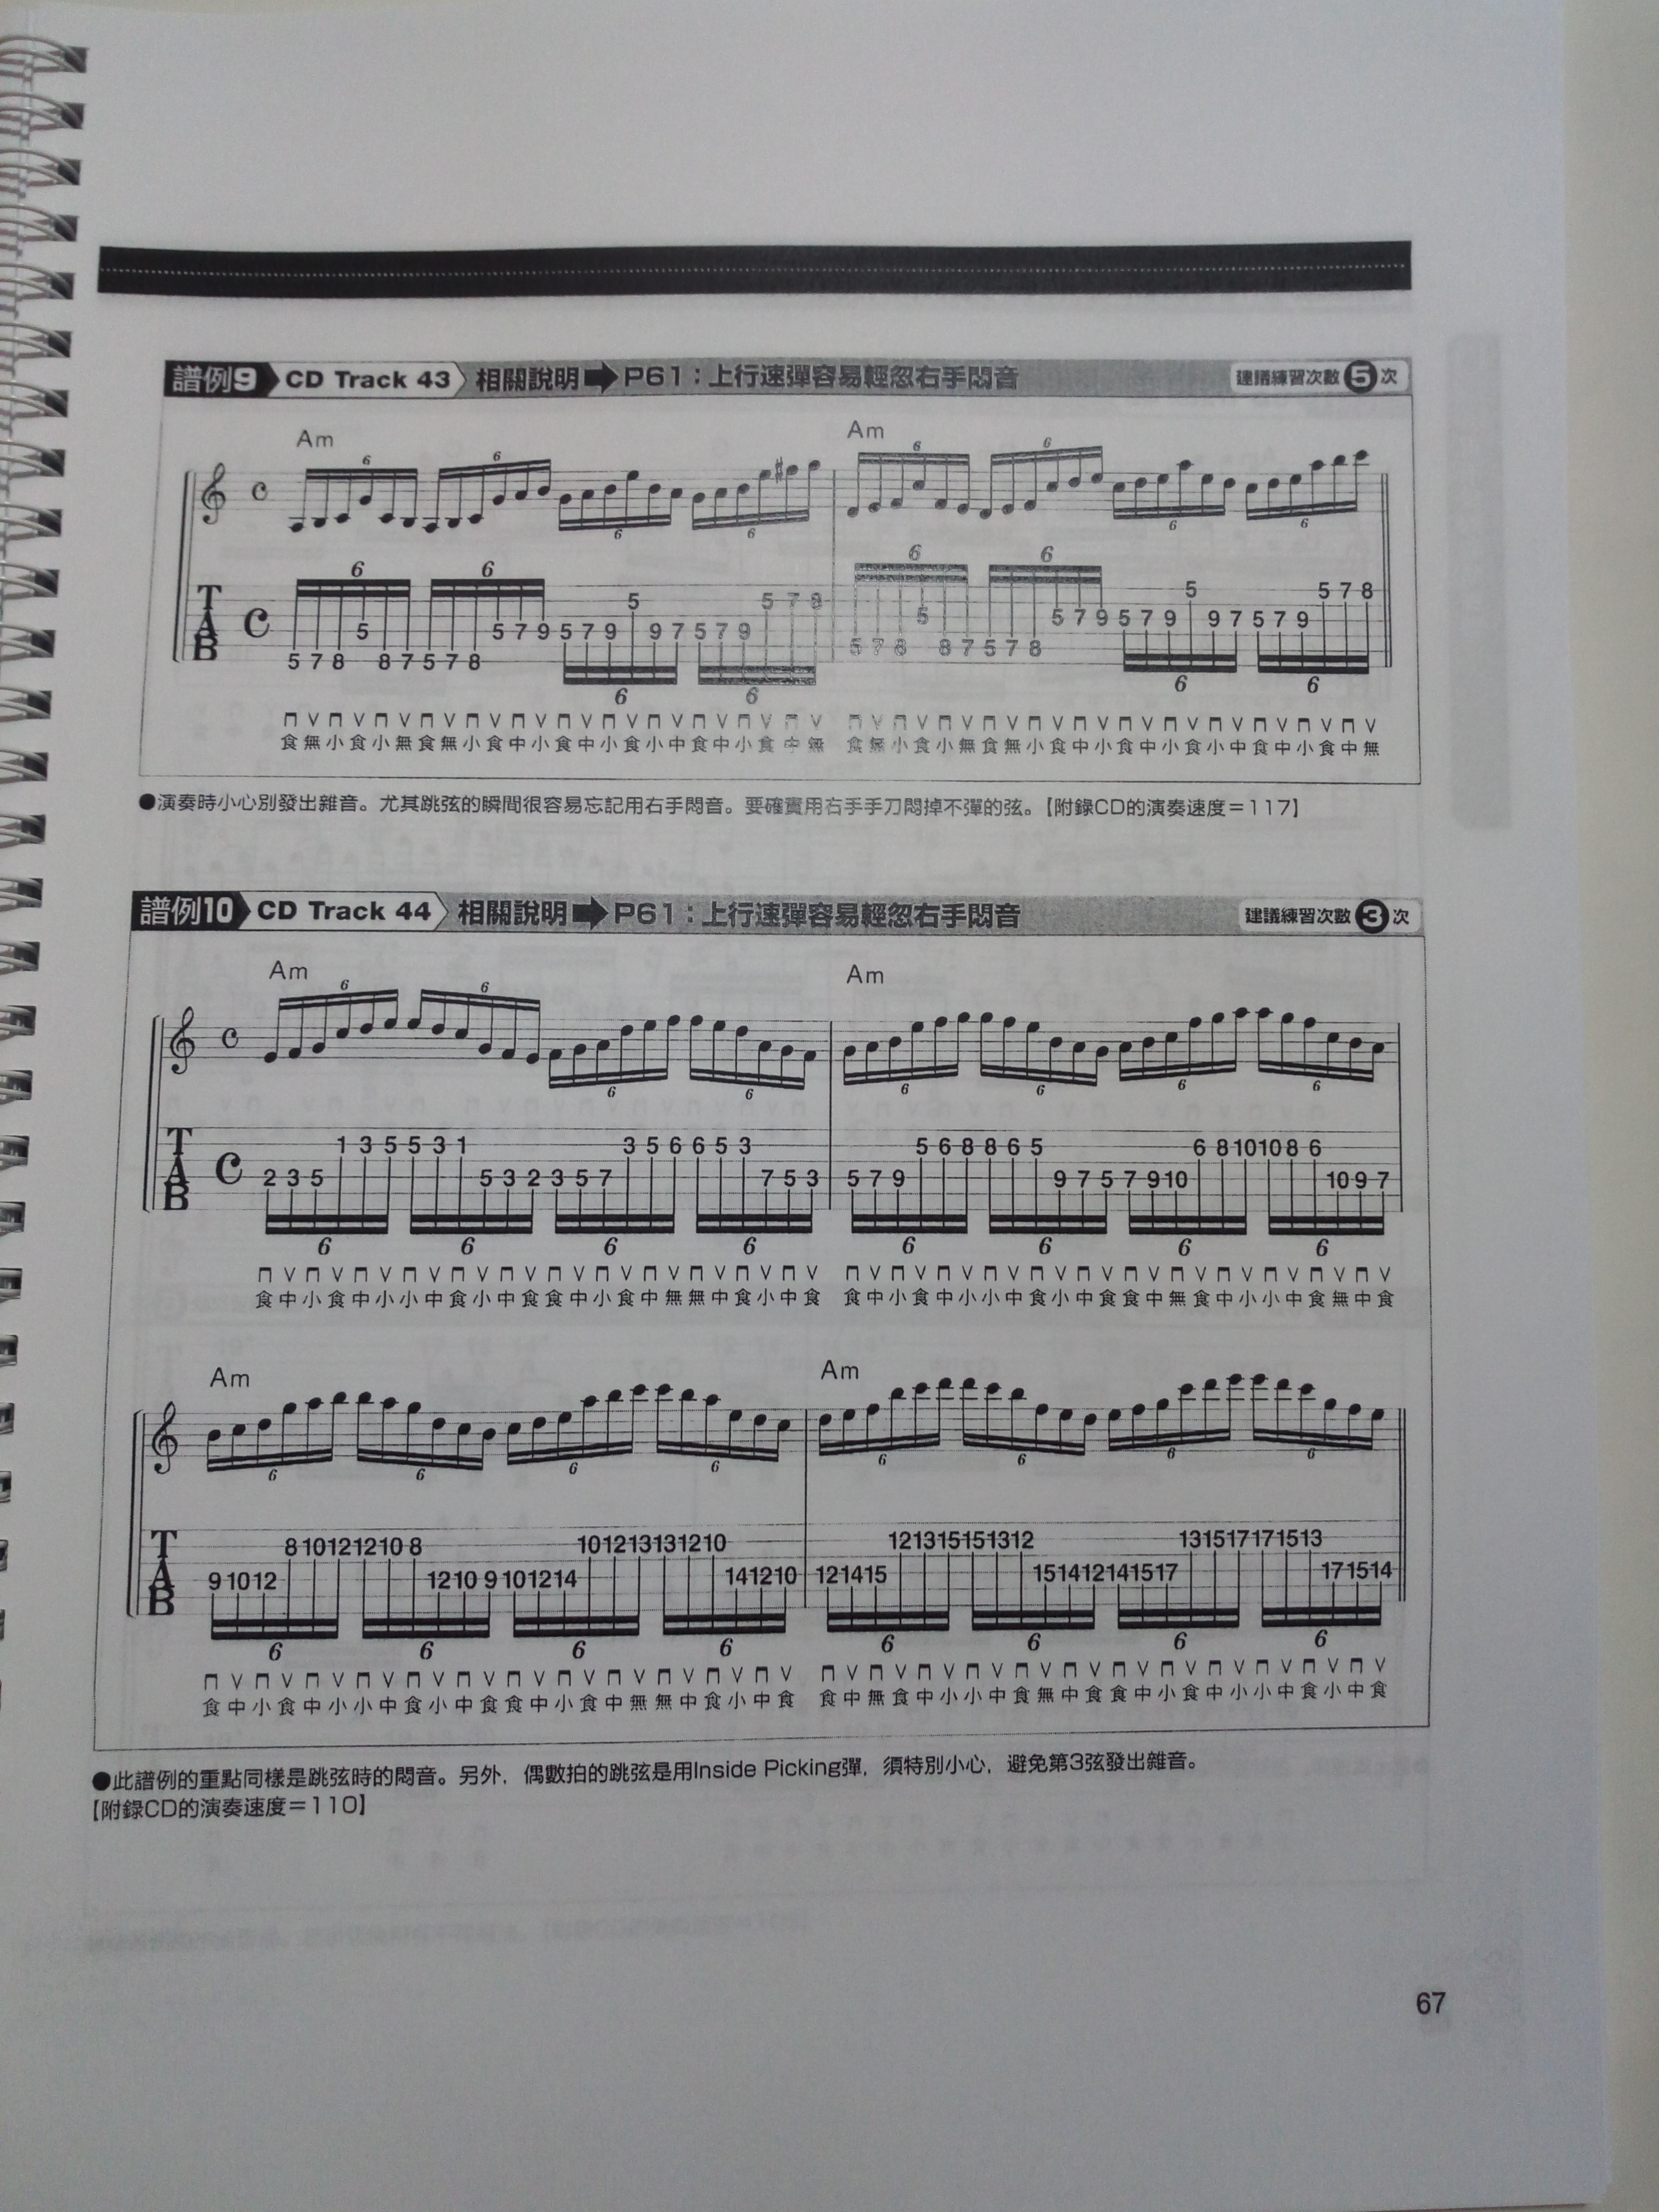 譜例9 CD Track 43 相關說明➡P61：上行速彈容易輕忽右手悶音 建議練習次數5次
Am Am
6 6 6 6 6 6 6 6
6 6 6 6
T A B C
5 7 8 5 8 7 5 7 8 5 7 9 5 7 9 5 9 7 5 7 9 5 7 8 5 7 8 5 8 7 5 7 8 5 7 9 5 7 9 5 9 7 5 7 9 5 7 8
6 6 6 6
食無小食小無食無小食中小食中小食小中食中小食中無 食無小食小無食無小食中小食中小食小中食中小食中無
●演奏時小心別發出雜音。尤其跳弦的瞬間很容易忘記用右手悶音。要確實用右手手刀悶掉不彈的弦。【附錄CD的演奏速度＝117】
譜例10 CD Track 44 相關說明➡P61：上行速彈容易輕忽右手悶音 建議練習次數3次
Am Am
6 6 6 6 6 6 6 6
T A B C
2 3 5 1 3 5 5 3 1 5 3 2 3 5 7 3 5 6 6 5 3 7 5 3 5 7 9 5 6 8 8 6 5 9 7 5 7 9 10 6 8 10 10 8 6 10 9 7
6 6 6 6 6 6 6 6
食中小食中小小中食小中食食中小食中無無中食小中食 食中小食中小小中食小中食食中無食中小小中食無中食
Am Am
6 6 6 6 6 6 6 6
T A B
9 10 12 8 10 12 12 10 8 12 10 9 10 12 14 10 12 13 13 12 10 14 12 10 12 14 15 12 13 15 15 13 12 15 14 12 14 15 17 13 15 17 17 15 13 17 15 14
6 6 6 6 6 6 6 6
食中小食中小小中食小中食食中小食中無無中食小中食 食中無食中小小中食無中食食中小食中小小中食小中食
●此譜例的重點同樣是跳弦時的悶音。另外，偶數拍的跳弦是用Inside Picking彈，須特別小心，避免第3弦發出雜音。
【附錄CD的演奏速度＝110】
67